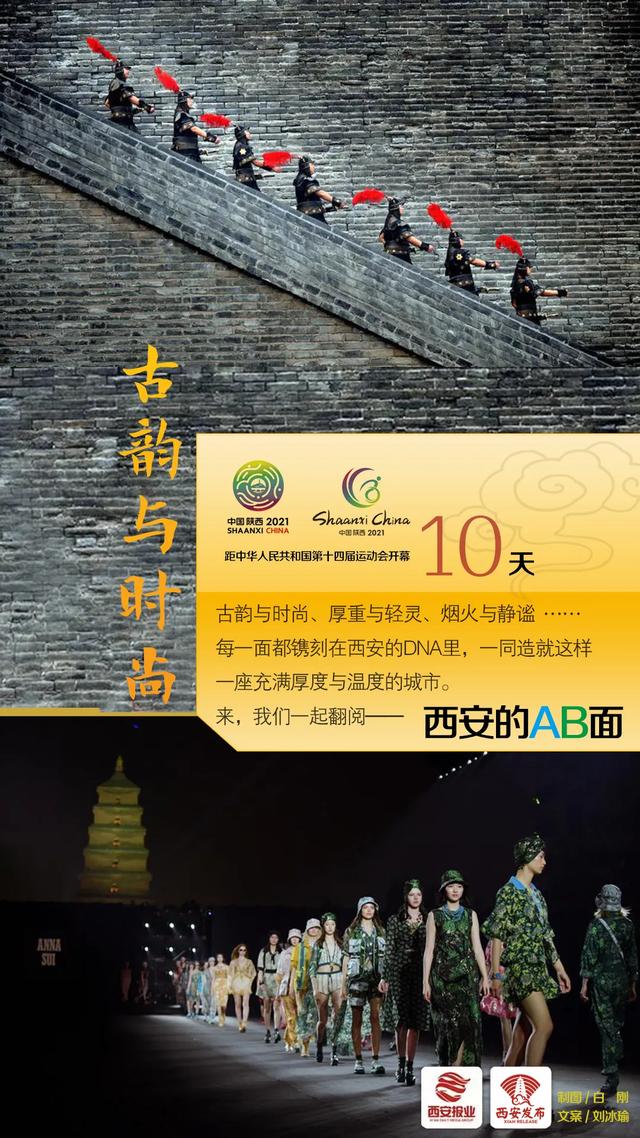 古韵与时尚
中国 陕西 2021
SHAANXI CHINA
Shaanxi China
中国 陕西 2021
距中华人民共和国第十四届运动会开幕
10天
古韵与时尚、厚重与轻灵、烟火与静谧……
每一面都镌刻在西安的DNA里，一同造就这样
一座充满厚度与温度的城市。
来，我们一起翻阅——
西安的AB面
ANNA
SUI
西安报业
XI'AN DAILY MEDIA GROUP
西安发布
XIAN RELEASE
制图/白 刚
文案/刘冰瑜